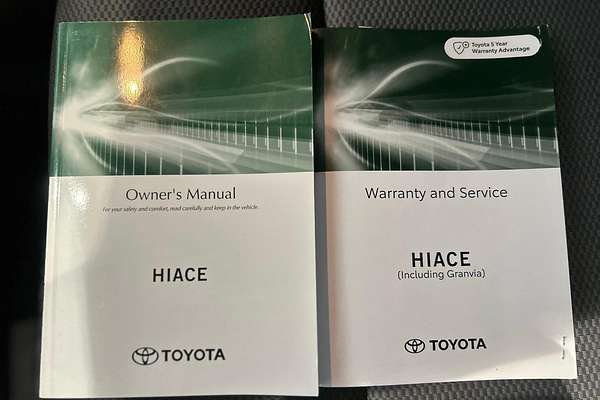 Owner's Manual
For your safety and comfort, read carefully and keep in the vehicle.
HIACE
TOYOTA
Toyota 5 Year
Warranty Advantage
Warranty and Service
HIACE
(Including Granvia)
TOYOTA